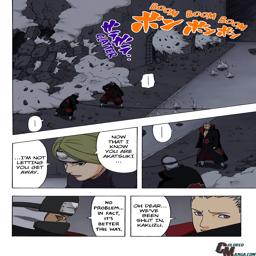 BOOM
BOOM
BOOM
ボン
ボン
ボン
NOW
THAT I
KNOW
YOU ARE
AKATSUKI
...I'M NOT
LETTING YOU
GET AWAY.
OH DEAR...
WE'VE
BEEN SHUT
IN,
KAKUZU.
NO
PROBLEM...
IN FACT,
IT'S
BETTER
THIS WAY.
COLORED
MANGA.COM